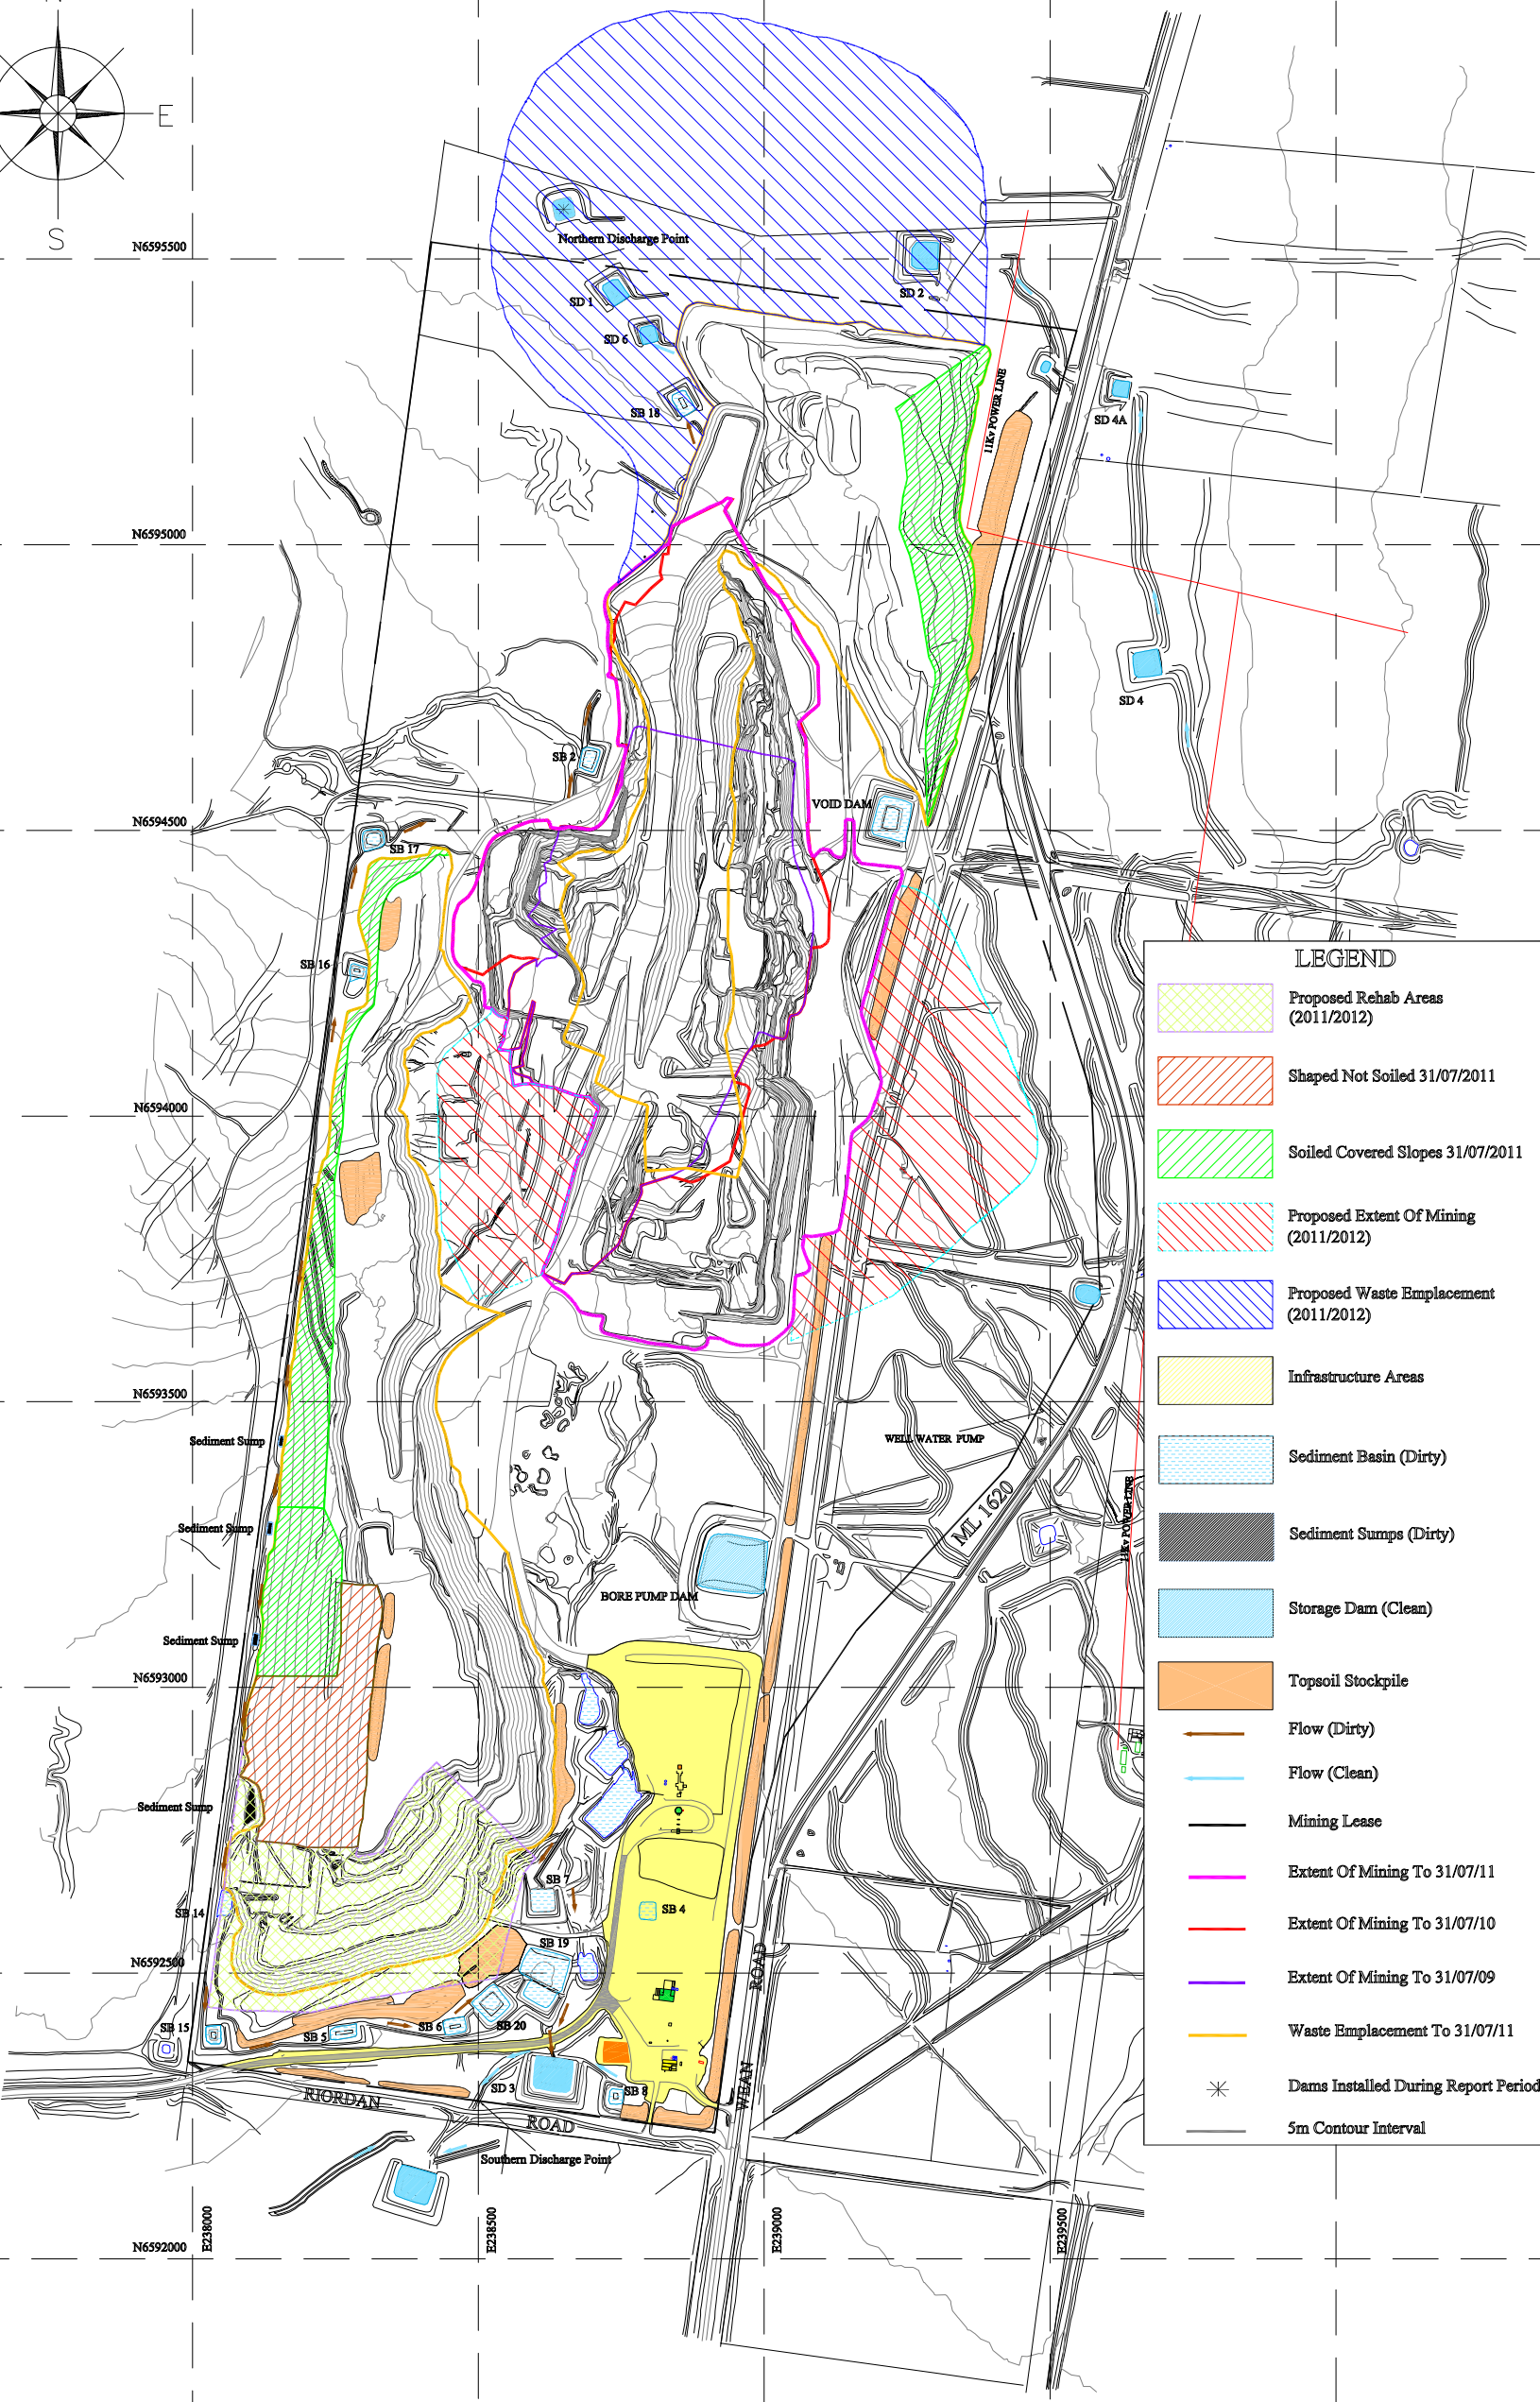 E
S
N6595500
Northern Discharge Point
SD 1
SD 2
SD 6
11Kv POWER LINE
SB 18
SD 4A
N6595000
SD 4
SB 2
VOID DAM
N6594500
SB 17
SB 16
N6594000
N6593500
Sediment Sump
WELL WATER PUMP
Sediment Sump
ML 1620
11Kv POWER LINE
BORE PUMP DAM
Sediment Sump
N6593000
Sediment Sump
SB 7
SB 14
SB 4
SB 19
N6592500
ROAD
SB 15
SB 5
SB 6
SB 20
SD 3
SB 8
WEAN
RIORDAN
ROAD
Southern Discharge Point
E238000
E238500
E239000
E239500
N6592000
LEGEND
Proposed Rehab Areas
(2011/2012)
Shaped Not Soiled 31/07/2011
Soiled Covered Slopes 31/07/2011
Proposed Extent Of Mining
(2011/2012)
Proposed Waste Emplacement
(2011/2012)
Infrastructure Areas
Sediment Basin (Dirty)
Sediment Sumps (Dirty)
Storage Dam (Clean)
Topsoil Stockpile
Flow (Dirty)
Flow (Clean)
Mining Lease
Extent Of Mining To 31/07/11
Extent Of Mining To 31/07/10
Extent Of Mining To 31/07/09
Waste Emplacement To 31/07/11
Dams Installed During Report Period
5m Contour Interval